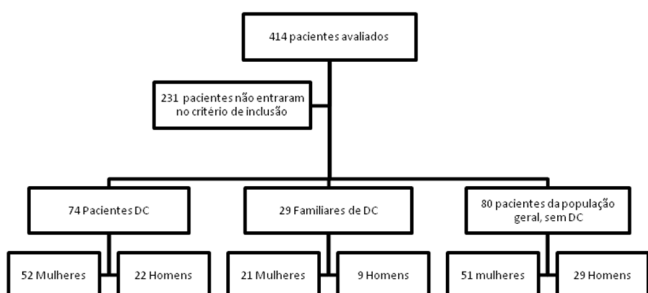 414 pacientes avaliados
231 pacientes não entraram
no critério de inclusão
74 Pacientes DC
29 Familiares de DC
80 pacientes da população
geral, sem DC
52 Mulheres
22 Homens
21 Mulheres
9 Homens
51 mulheres
29 Homens